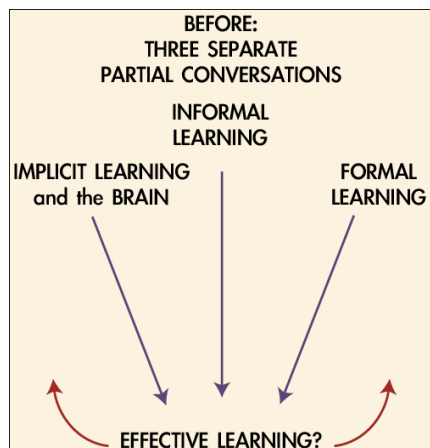 BEFORE:
THREE SEPARATE
PARTIAL CONVERSATIONS
INFORMAL
LEARNING
IMPLICIT LEARNING
and the BRAIN
FORMAL
LEARNING
EFFECTIVE LEARNING?